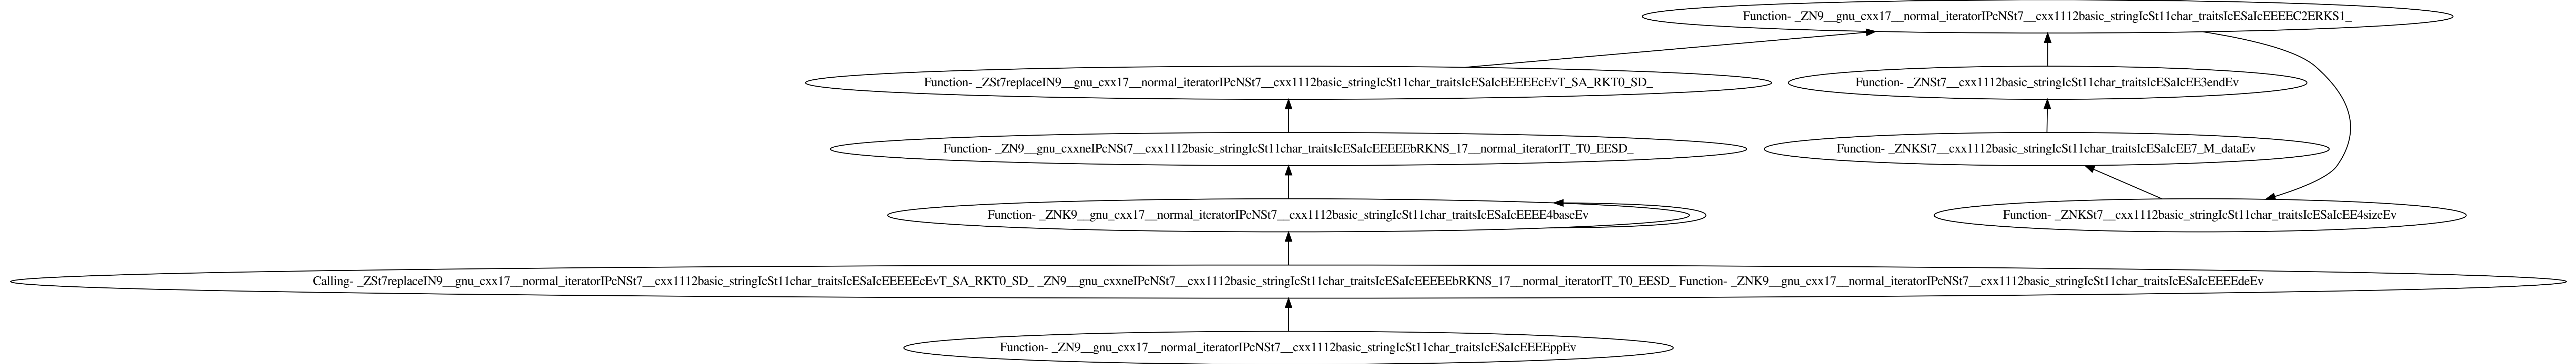 Function- _ZN9__gnu_cxx17__normal_iteratorIPcNSt7__cxx1112basic_stringIcSt11char_traitsIcESaIcEEEEC2ERKS1_
Function- _ZSt7replaceIN9__gnu_cxx17__normal_iteratorIPcNSt7__cxx1112basic_stringIcSt11char_traitsIcESaIcEEEEEcEvT_SA_RKT0_SD_
Function- _ZNSt7__cxx1112basic_stringIcSt11char_traitsIcESaIcEE3endEv
Function- _ZN9__gnu_cxxneIPcNSt7__cxx1112basic_stringIcSt11char_traitsIcESaIcEEEEEbRKNS_17__normal_iteratorIT_T0_EESD_
Function- _ZNKSt7__cxx1112basic_stringIcSt11char_traitsIcESaIcEE7_M_dataEv
Function- _ZNK9__gnu_cxx17__normal_iteratorIPcNSt7__cxx1112basic_stringIcSt11char_traitsIcESaIcEEEE4baseEv
Function- _ZNKSt7__cxx1112basic_stringIcSt11char_traitsIcESaIcEE4sizeEv
Calling- _ZSt7replaceIN9__gnu_cxx17__normal_iteratorIPcNSt7__cxx1112basic_stringIcSt11char_traitsIcESaIcEEEEEcEvT_SA_RKT0_SD_ _ZN9__gnu_cxxneIPcNSt7__cxx1112basic_stringIcSt11char_traitsIcESaIcEEEEEbRKNS_17__normal_iteratorIT_T0_EESD_ Function- _ZNK9__gnu_cxx17__normal_iteratorIPcNSt7__cxx1112basic_stringIcSt11char_traitsIcESaIcEEEEdeEv
Function- _ZN9__gnu_cxx17__normal_iteratorIPcNSt7__cxx1112basic_stringIcSt11char_traitsIcESaIcEEEEppEv